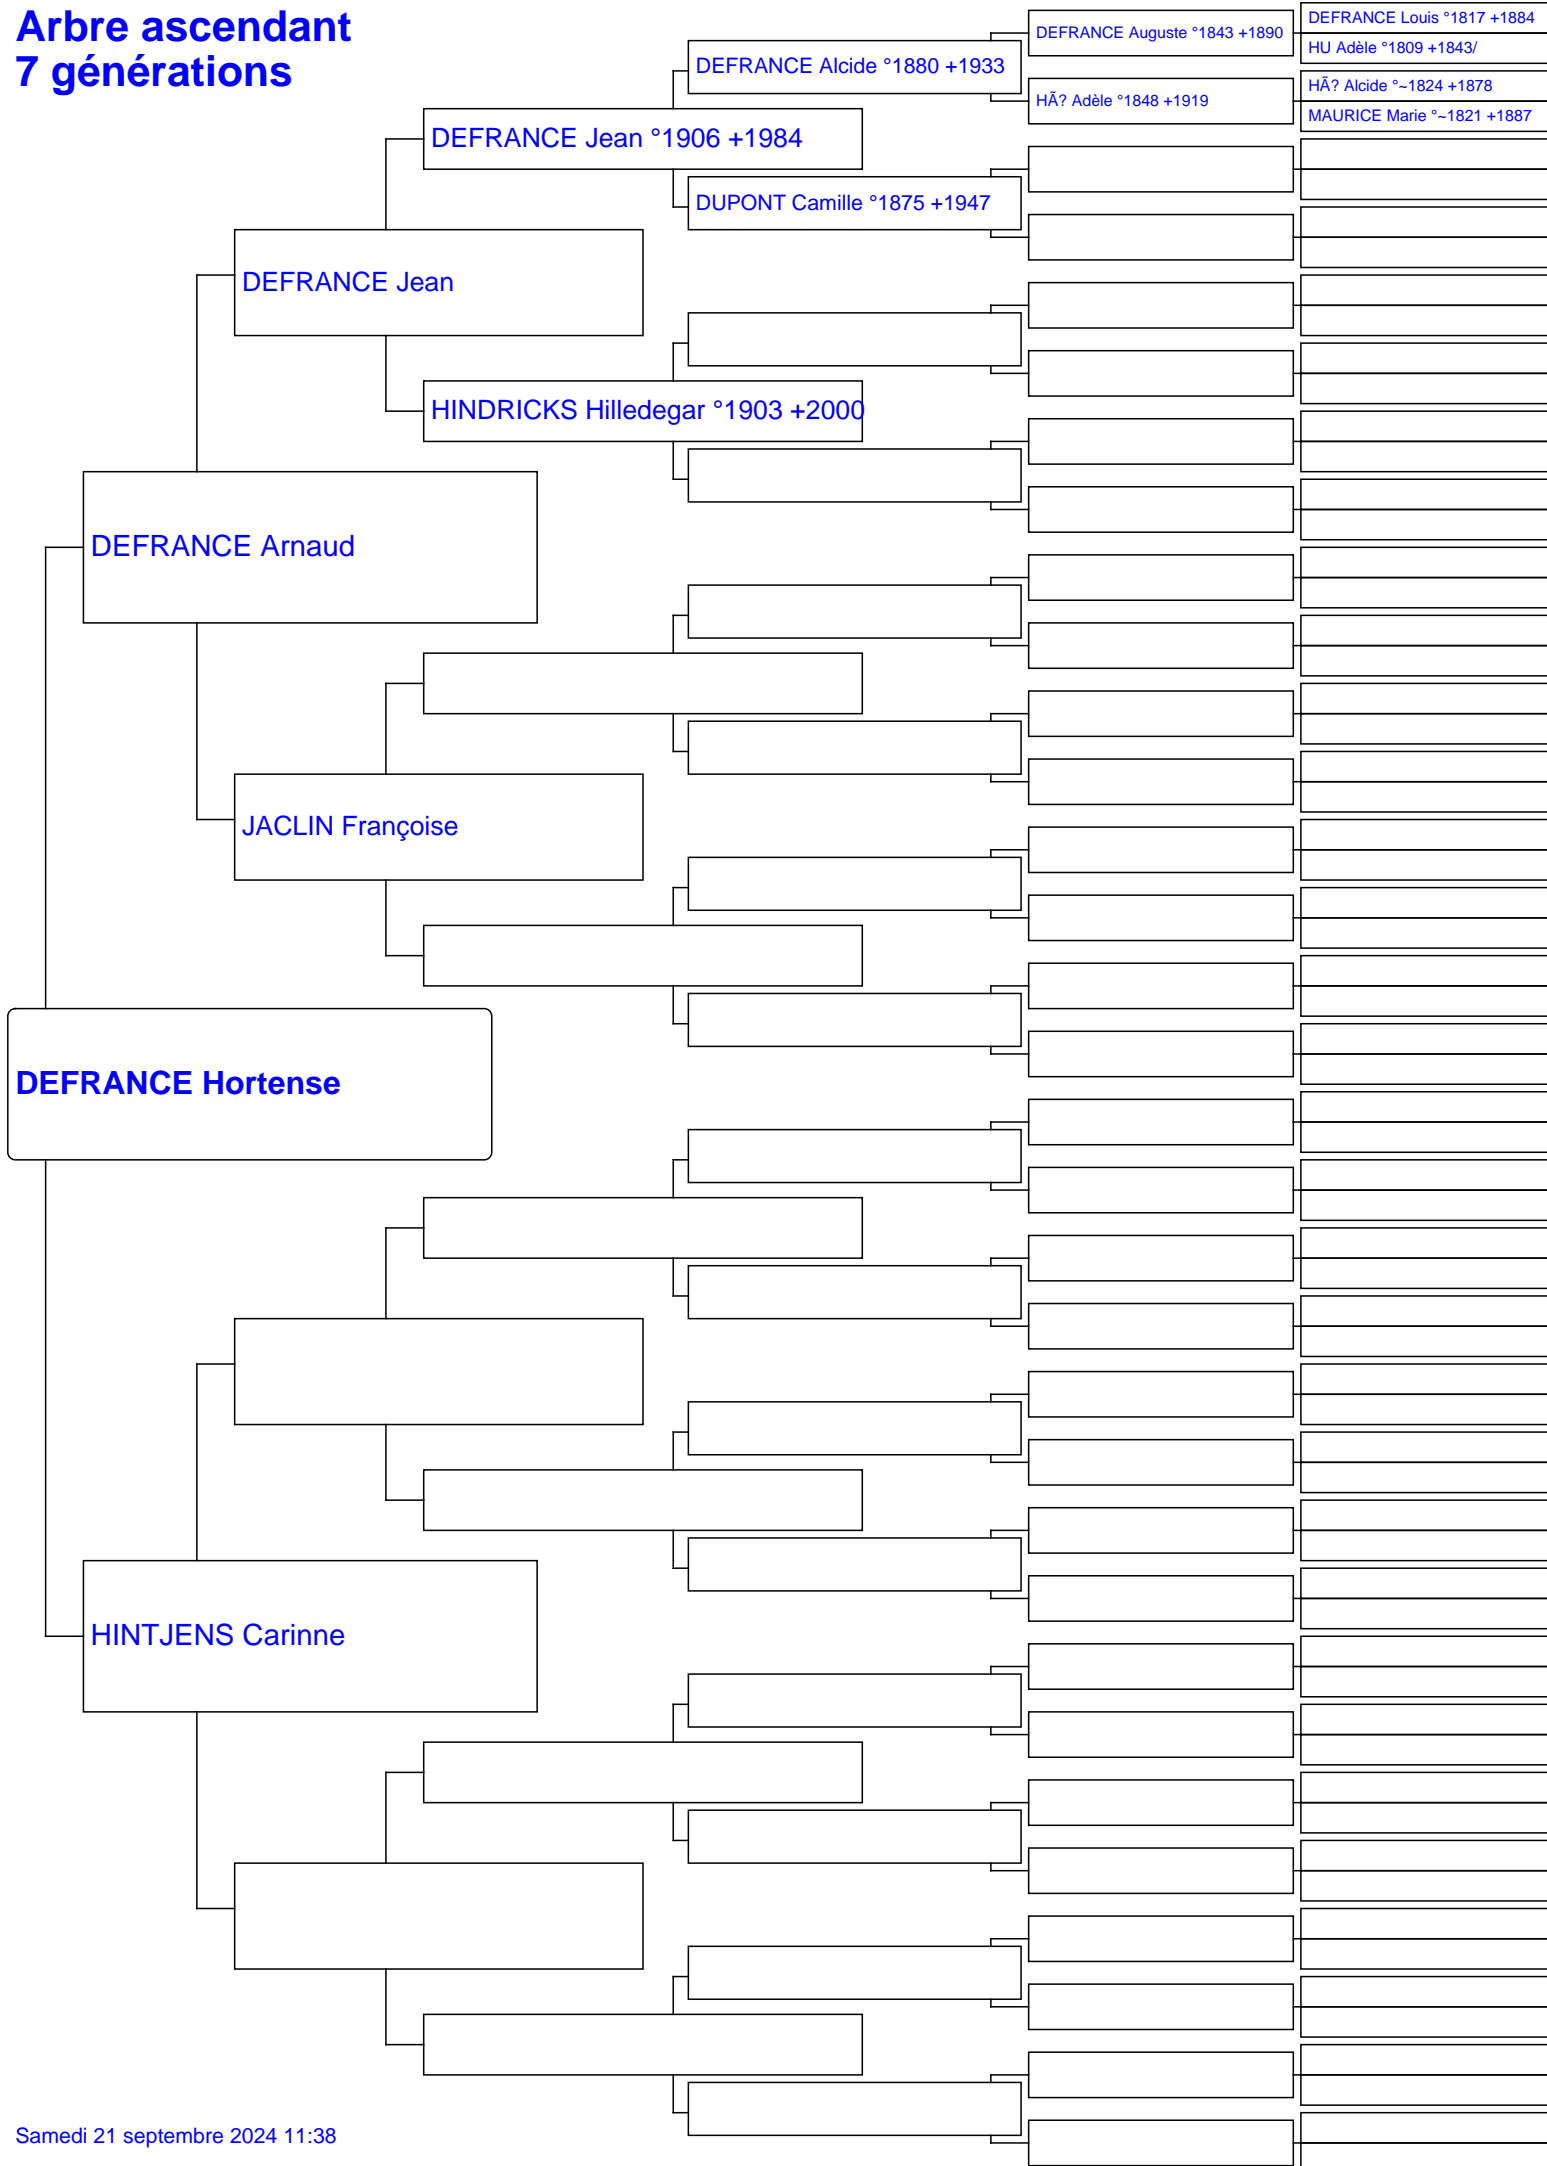 Arbre ascendant
7 générations
DEFRANCE Auguste °1843 +1890
DEFRANCE Louis °1817 +1884
HU Adèle °1809 +1843/
DEFRANCE Alcide °1880 +1933
HÃ? Adèle °1848 +1919
HÃ? Alcide °~1824 +1878
MAURICE Marie °~1821 +1887
DEFRANCE Jean °1906 +1984
DUPONT Camille °1875 +1947
DEFRANCE Jean
HINDRICKS Hilledegar °1903 +2000
DEFRANCE Arnaud
JACLIN Françoise
DEFRANCE Hortense
HINTJENS Carinne
Samedi 21 septembre 2024 11:38